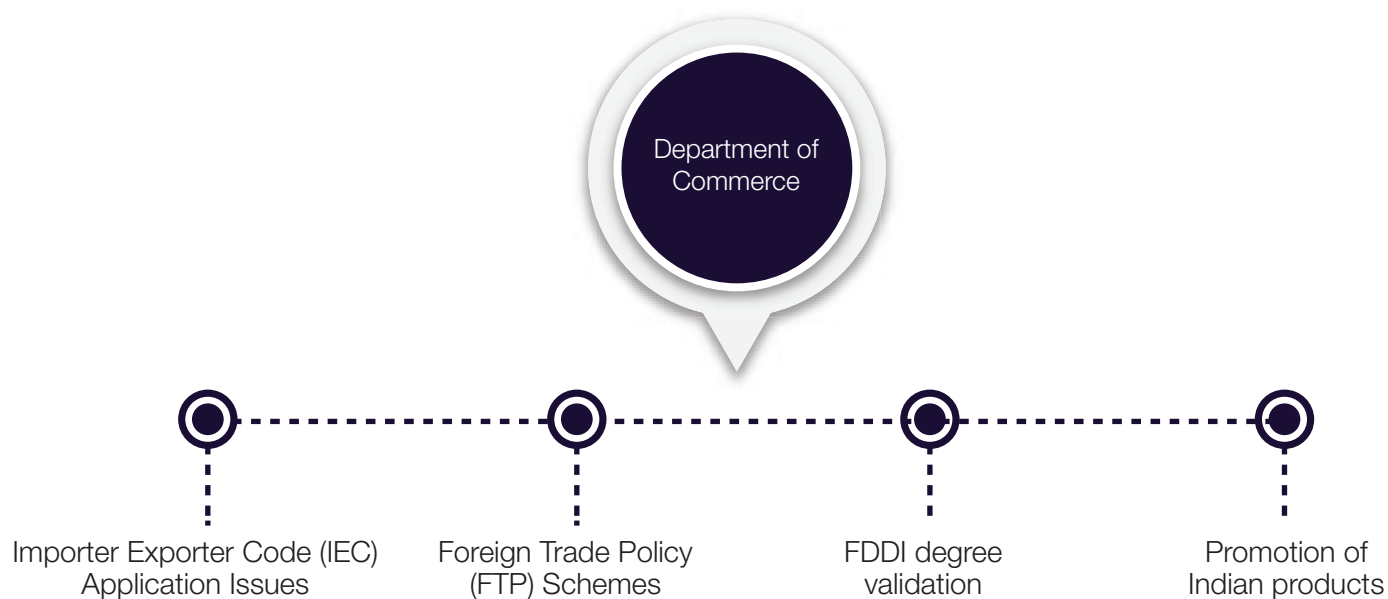 Department of
Commerce
Importer Exporter Code (IEC)
Application Issues
Foreign Trade Policy
(FTP) Schemes
FDDI degree
validation
Promotion of
Indian products